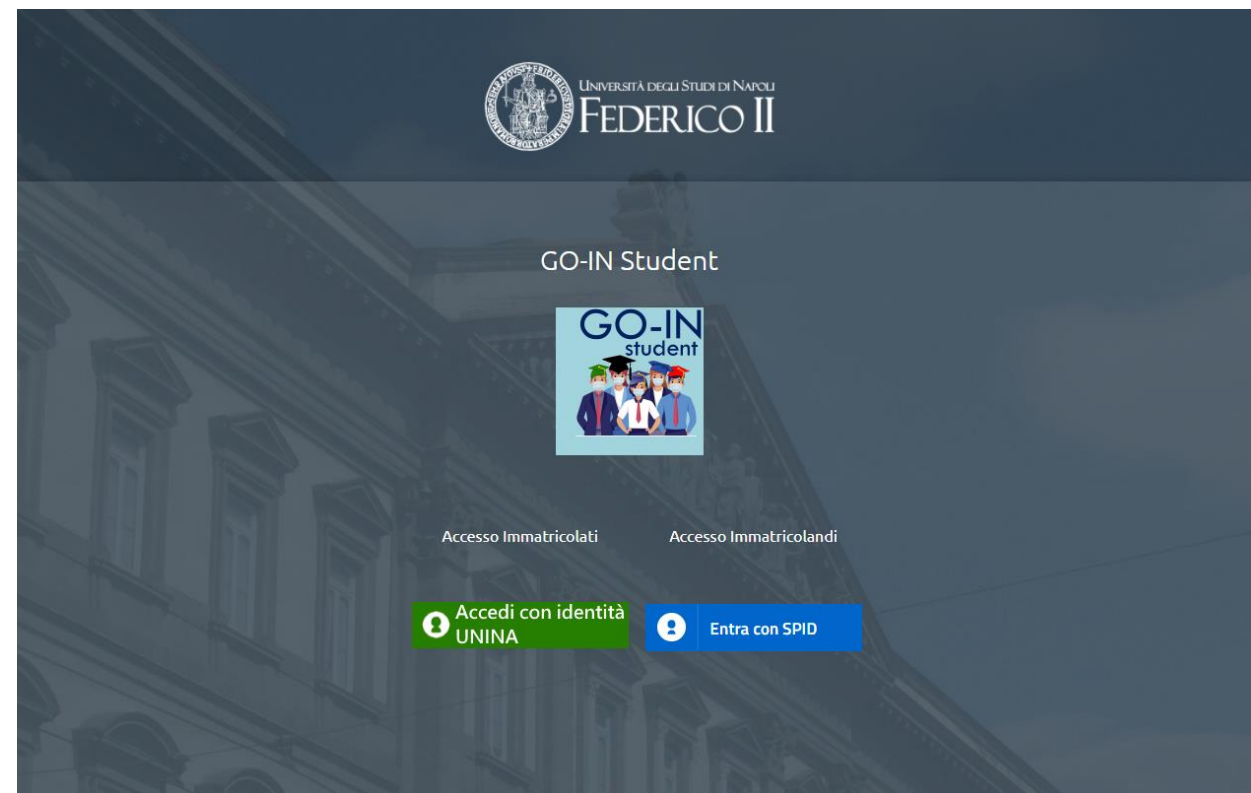 UNIVERSITÀ DEGLI STUDI DI NAPOLI
FEDERICO II
GO-IN Student
GO-IN
student
Accesso Immatricolati
Accesso Immatricolandi
Accedi con identità
UNINA
Entra con SPID